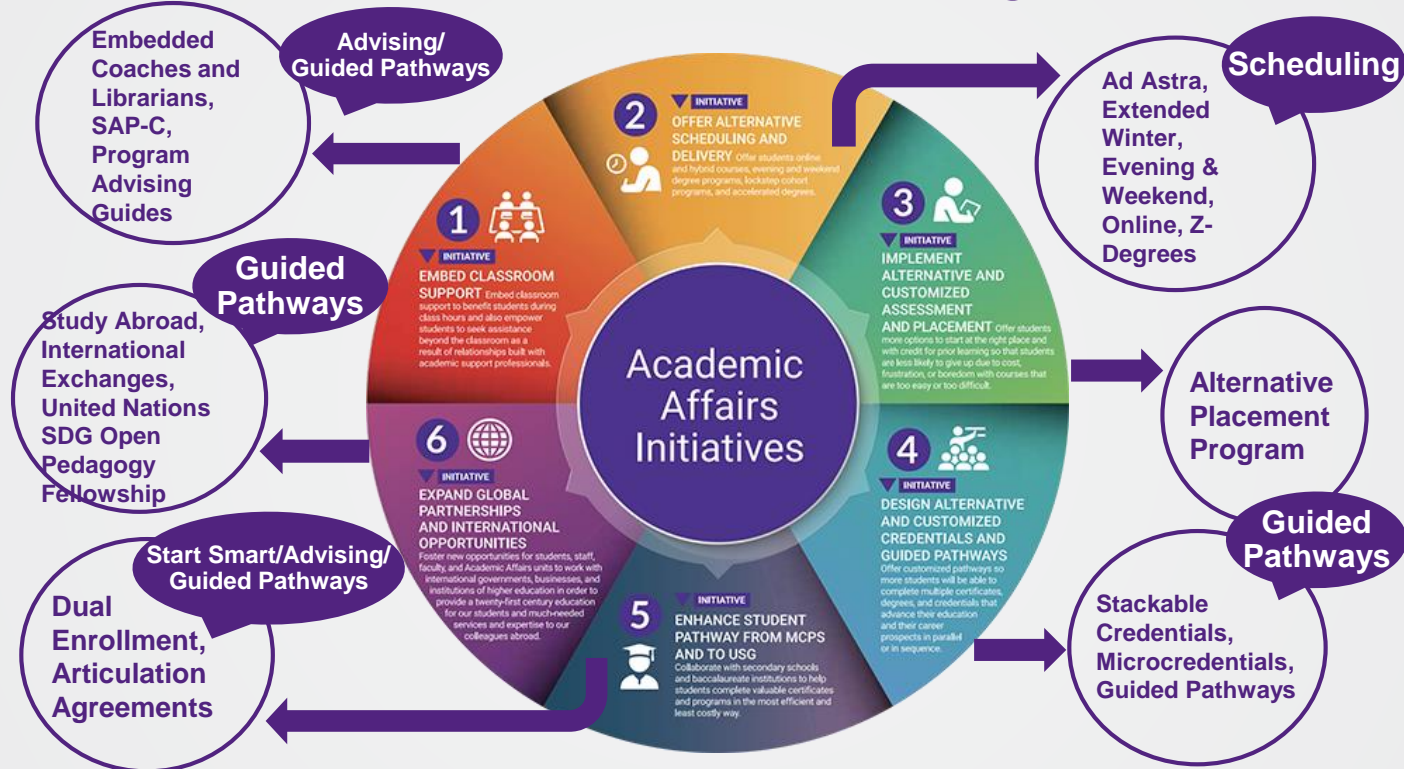 Embedded
Coaches and
Librarians,
SAP-C,
Program
Advising
Guides
Advising/
Guided Pathways
Scheduling
Ad Astra,
Extended
Winter,
Evening &
Weekend,
Online, Z-
Degrees
1
INITIATIVE
EMBED CLASSROOM
SUPPORT Embed classroom
support to benefit students during
class hours and also empower
students to seek assistance
beyond the classroom as a
result of relationships built with
academic support professionals.
2
INITIATIVE
OFFER ALTERNATIVE
SCHEDULING AND
DELIVERY Offer students online
and hybrid courses, evening and weekend
degree programs, lockstep cohort
programs, and accelerated degrees.
3
INITIATIVE
IMPLEMENT
ALTERNATIVE AND
CUSTOMIZED
ASSESSMENT
AND PLACEMENT Offer students
more options to start at the right place and
with credit for prior learning so that students
are less likely to give up due to cost,
frustration, or boredom with courses that
are too easy or too difficult.
Academic
Affairs
Initiatives
Guided
Pathways
Study Abroad,
International
Exchanges,
United Nations
SDG Open
Pedagogy
Fellowship
Alternative
Placement
Program
6
INITIATIVE
EXPAND GLOBAL
PARTNERSHIPS
AND INTERNATIONAL
OPPORTUNITIES
Foster new opportunities for students, staff,
faculty, and Academic Affairs units to work with
international governments, businesses, and
institutions of higher education in order to
provide a twenty-first century education
for our students and much-needed
services and expertise to our
colleagues abroad.
4
INITIATIVE
DESIGN ALTERNATIVE
AND CUSTOMIZED
CREDENTIALS AND
GUIDED PATHWAYS
Offer customized pathways so
more students will be able to
complete multiple certificates,
degrees, and credentials that
advance their education
and their career
prospects in parallel
or in sequence.
5
INITIATIVE
ENHANCE STUDENT
PATHWAY FROM MCPS
AND TO USG
Collaborate with secondary schools
and baccalaureate institutions to help
students complete valuable certificates
and programs in the most efficient and
least costly way.
Start Smart/Advising/
Guided Pathways
Dual
Enrollment,
Articulation
Agreements
Guided
Pathways
Stackable
Credentials,
Microcredentials,
Guided Pathways